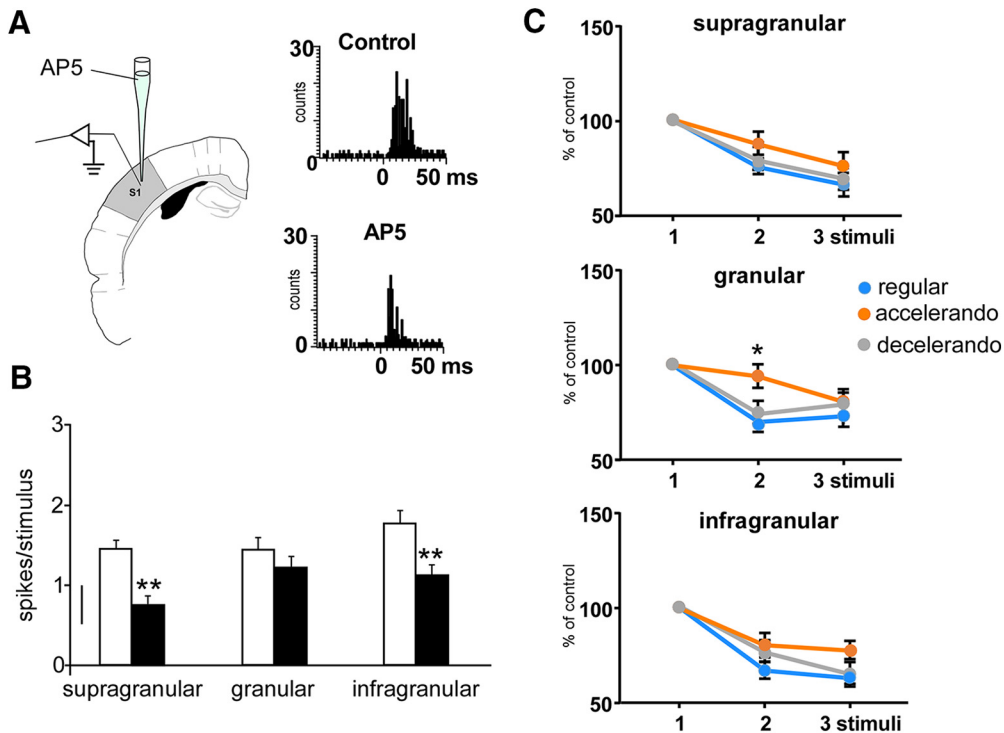 A
AP5
S1
Control
30
counts
0
0 50 ms
AP5
30
counts
0
0 50 ms
B
spikes/stimulus
3
2
1
0
**
**
supragranular granular infragranular
C
supragranular
% of control
150
100
50
1 2 3 stimuli
granular
% of control
150
100
50
*
1 2 3 stimuli
regular
accelerando
decelerando
infragranular
% of control
150
100
50
1 2 3 stimuli